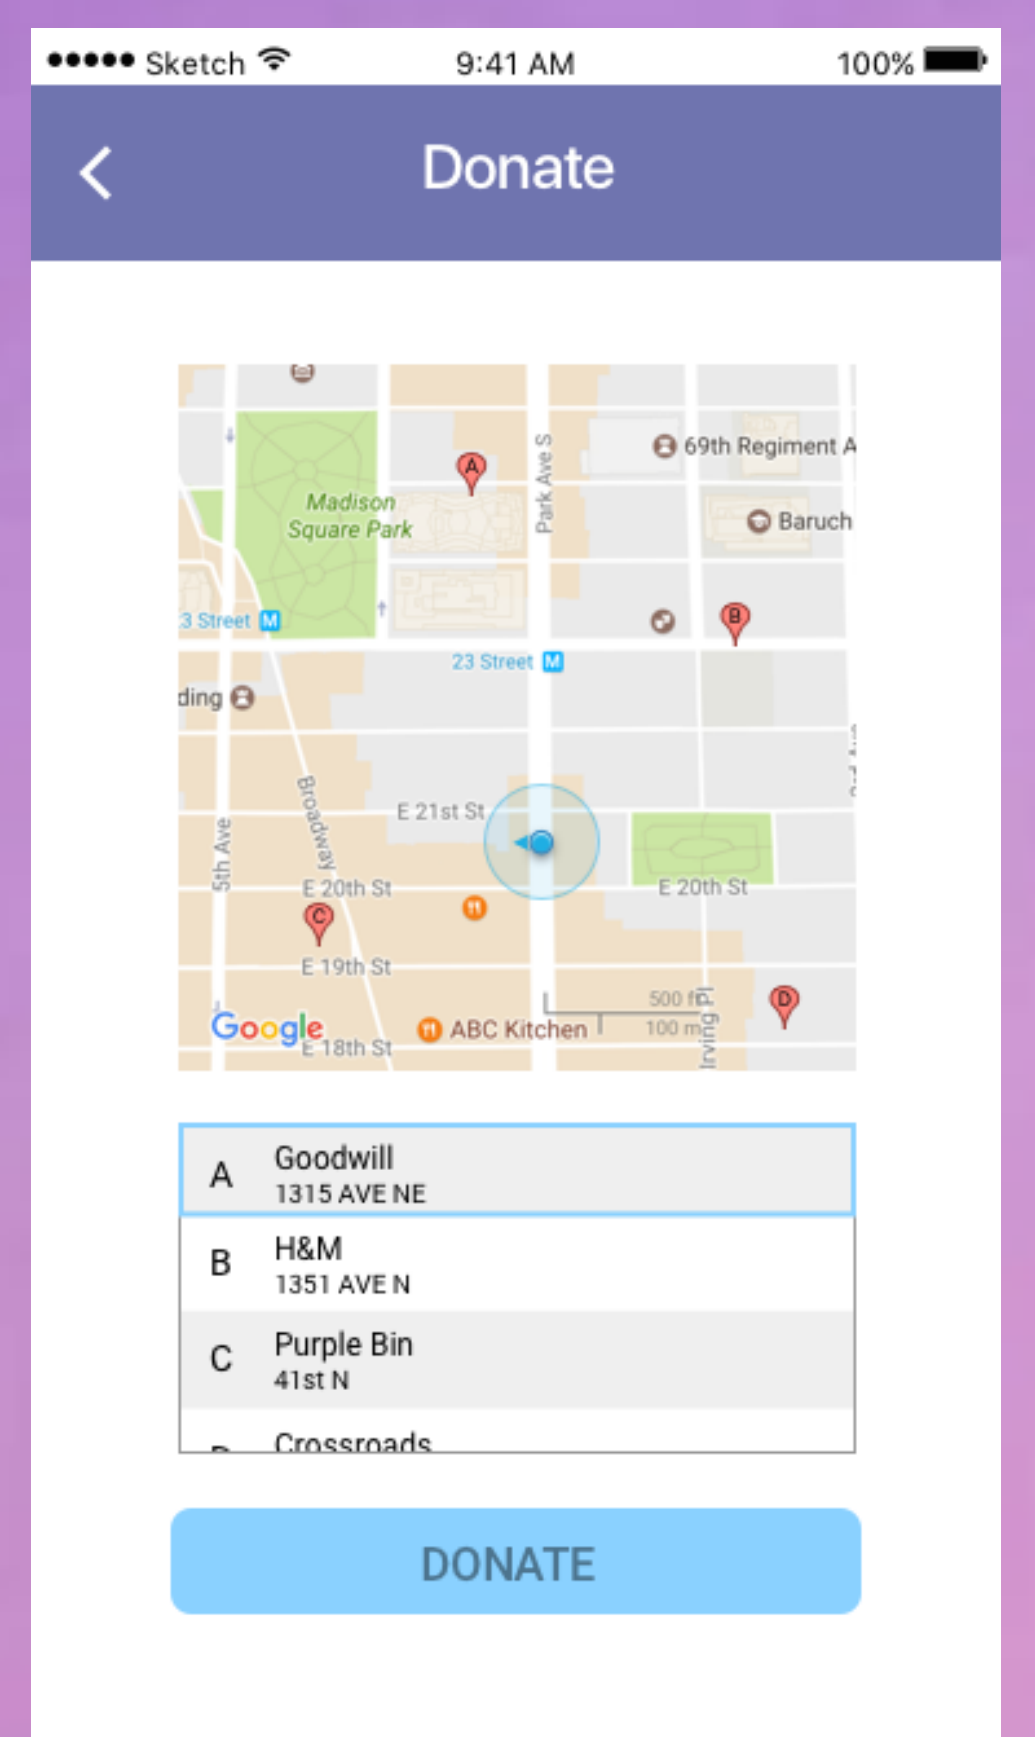 Sketch
9:41 AM
100%
Donate
A
Park Ave S
69th Regiment A
Madison
Square Park
Baruch
3 Street M
B
23 Street M
ding
Broadway
E 21st St
5th Ave
E 20th St
E 20th St
C
E 19th St
500 ft
D
Google
ABC Kitchen
100 m
Irving Pl
E 18th St
A
Goodwill
1315 AVE NE
B
H&M
1351 AVE N
C
Purple Bin
41st N
Crossroads
DONATE